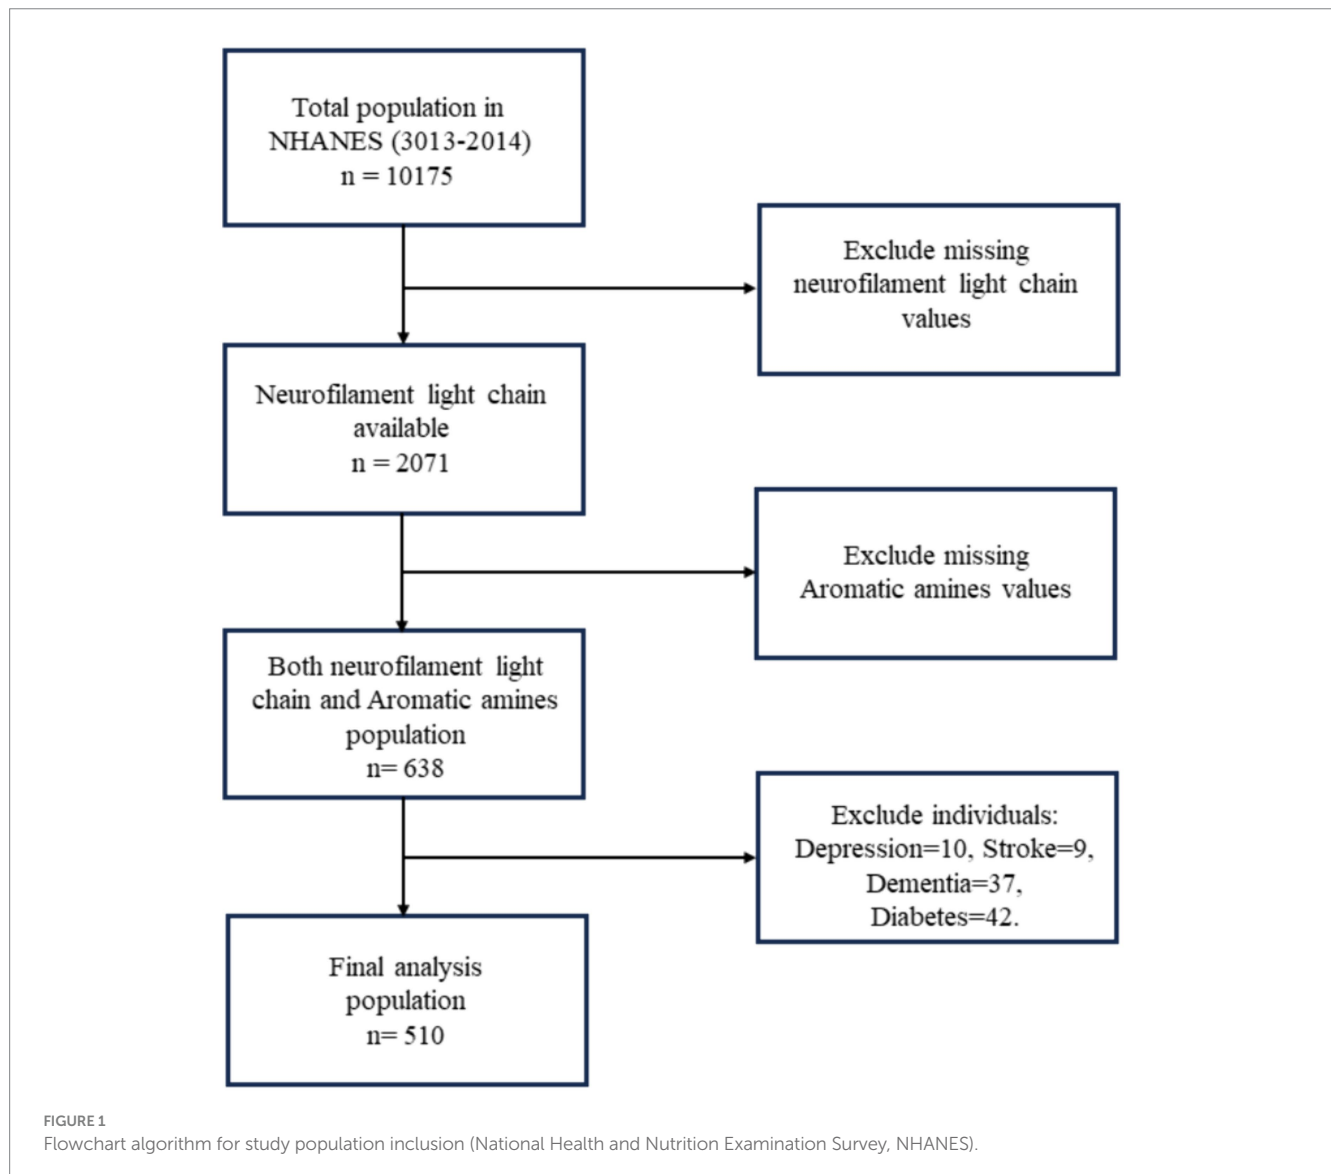 Total population in
NHANES (3013-2014)
n = 10175
Exclude missing
neurofilament light chain
values
Neurofilament light chain
available
n = 2071
Exclude missing
Aromatic amines values
Both neurofilament light
chain and Aromatic amines
population
n= 638
Exclude individuals:
Depression=10, Stroke=9,
Dementia=37,
Diabetes=42.
Final analysis
population
n= 510
FIGURE 1
Flowchart algorithm for study population inclusion (National Health and Nutrition Examination Survey, NHANES).